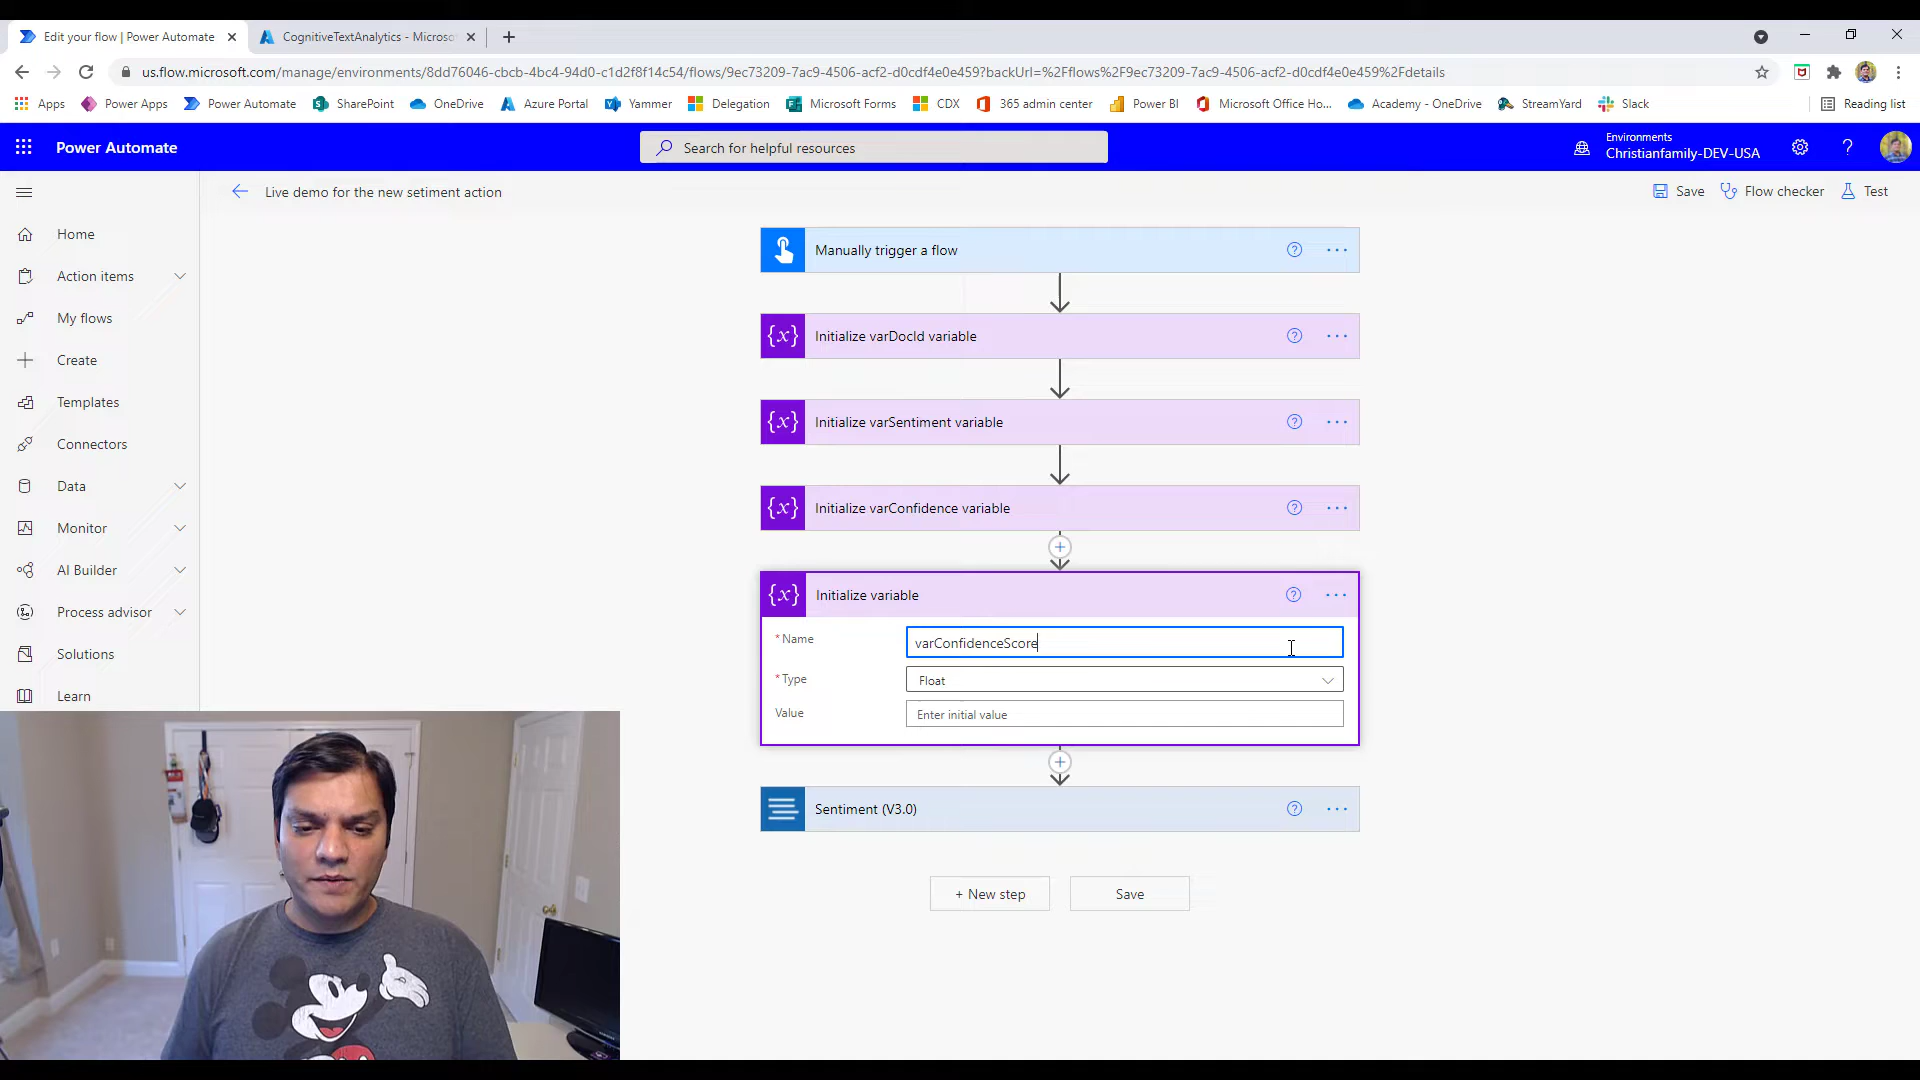 Edit your flow | Power Automate
CognitiveTextAnalytics - Microso
us.flow.microsoft.com/manage/environments/8dd76046-cbcb-4bc4-94d0-c1d2f8f14c54/flows/9ec73209-7ac9-4506-acf2-d0cdf4e0e459?backUrl=%2Fflows%2F9ec73209-7ac9-4506-acf2-d0cdf4e0e459%2Fdetails
Apps
Power Apps
Power Automate
SharePoint
OneDrive
Azure Portal
Yammer
Delegation
Microsoft Forms
CDX
365 admin center
Power BI
Microsoft Office Ho...
Academy - OneDrive
StreamYard
Slack
Reading list
Power Automate
Search for helpful resources
Environments
Christianfamily-DEV-USA
Live demo for the new setiment action
Save
Flow checker
Test
Home
Action items
My flows
Create
Templates
Connectors
Data
Monitor
AI Builder
Process advisor
Solutions
Learn
Manually trigger a flow
{x} Initialize varDocId variable
{x} Initialize varSentiment variable
{x} Initialize varConfidence variable
{x} Initialize variable
* Name
varConfidenceScore
* Type
Float
Value
Enter initial value
Sentiment (V3.0)
+ New step
Save